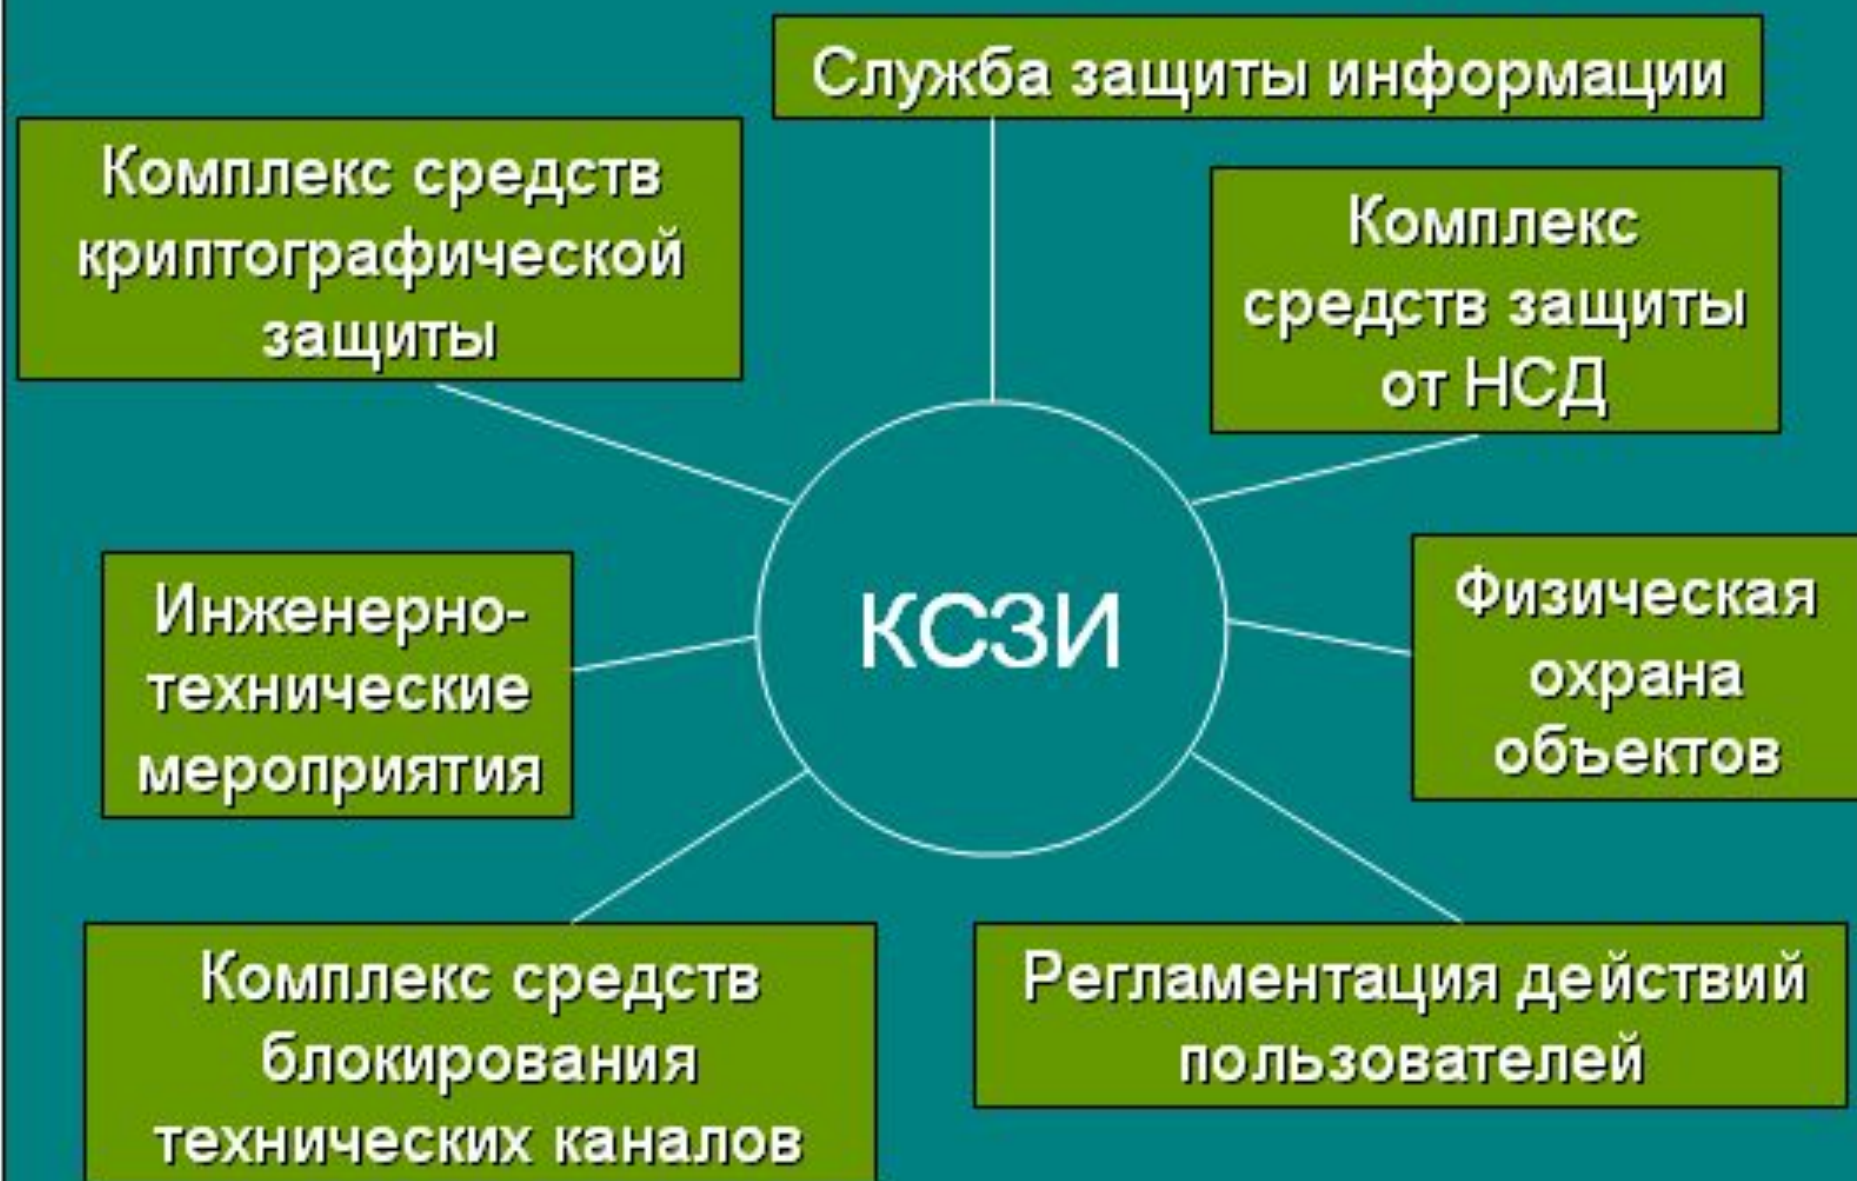 Служба защиты информации
Комплекс средств
криптографической
защиты
Комплекс
средств защиты
от НСД
Инженерно-
технические
мероприятия
КСЗИ
Физическая
охрана
объектов
Комплекс средств
блокирования
технических каналов
Регламентация действий
пользователей